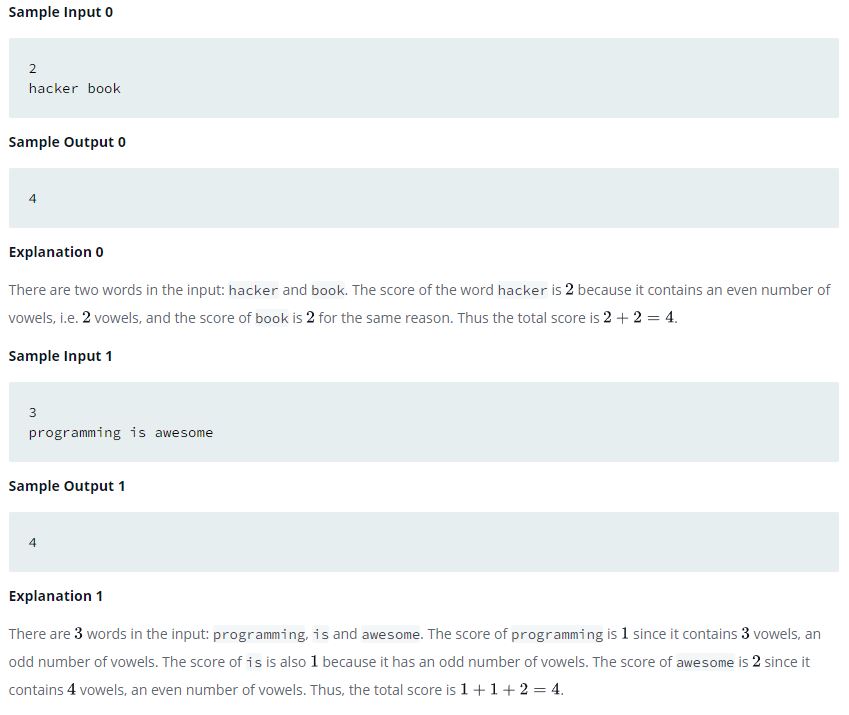 Sample Input 0
2
hacker book
Sample Output 0
4
Explanation 0
There are two words in the input: hacker and book. The score of the word hacker is 2 because it contains an even number of
vowels, i.e. 2 vowels, and the score of book is 2 for the same reason. Thus the total score is 2 + 2 = 4.
Sample Input 1
3
programming is awesome
Sample Output 1
4
Explanation 1
There are 3 words in the input: programming, is and awesome. The score of programming is 1 since it contains 3 vowels, an
odd number of vowels. The score of is is also 1 because it has an odd number of vowels. The score of awesome is 2 since it
contains 4 vowels, an even number of vowels. Thus, the total score is 1 + 1 + 2 = 4.